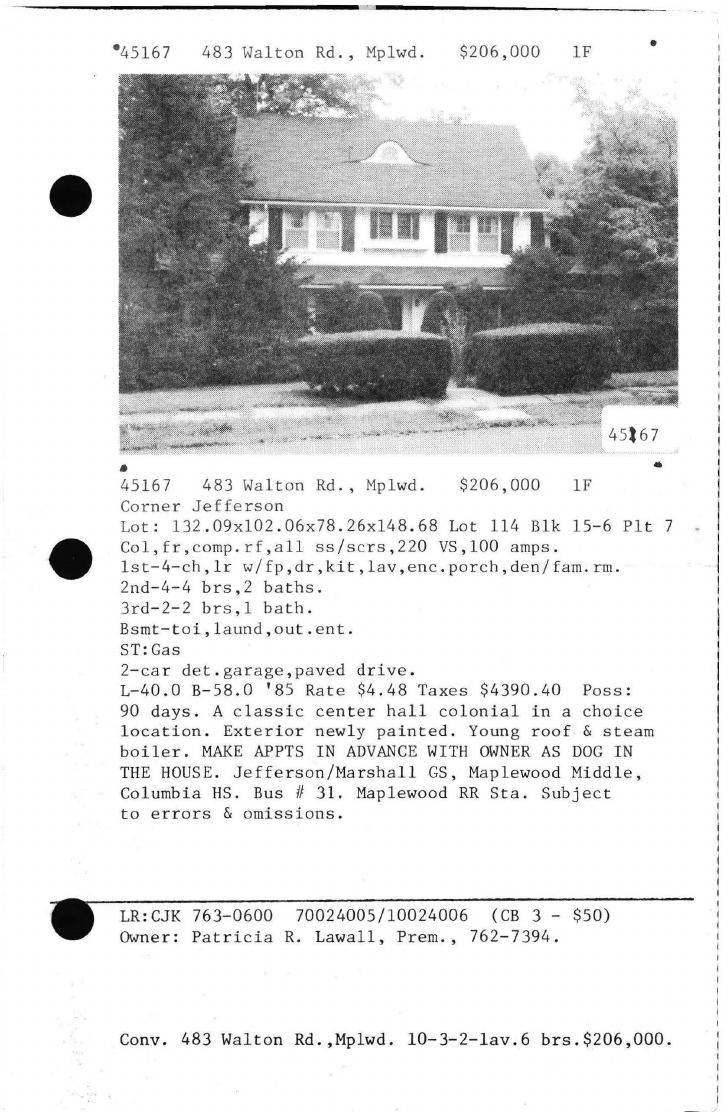 45167 483 Walton Rd., Mplwd. $206,000 1F
45167
45167 483 Walton Rd., Mplwd. $206,000 1F
Corner Jefferson
Lot: 132.09x102.06x78.26x148.68 Lot 114 Blk 15-6 Plt 7
Col,fr,comp.rf,all ss/scrs,220 VS,100 amps.
1st-4-ch,lr w/fp,dr,kit,lav,enc.porch,den/fam.rm.
2nd-4-4 brs,2 baths.
3rd-2-2 brs,1 bath.
Bsmt-toi,laund,out.ent.
ST:Gas
2-car det.garage,paved drive.
L-40.0 B-58.0 '85 Rate $4.48 Taxes $4390.40 Poss:
90 days. A classic center hall colonial in a choice
location. Exterior newly painted. Young roof & steam
boiler. MAKE APPTS IN ADVANCE WITH OWNER AS DOG IN
THE HOUSE. Jefferson/Marshall GS, Maplewood Middle,
Columbia HS. Bus # 31. Maplewood RR Sta. Subject
to errors & omissions.
LR:CJK 763-0600 70024005/10024006 (CB 3 - $50)
Owner: Patricia R. Lawall, Prem., 762-7394.
Conv. 483 Walton Rd.,Mplwd. 10-3-2-lav.6 brs.$206,000.